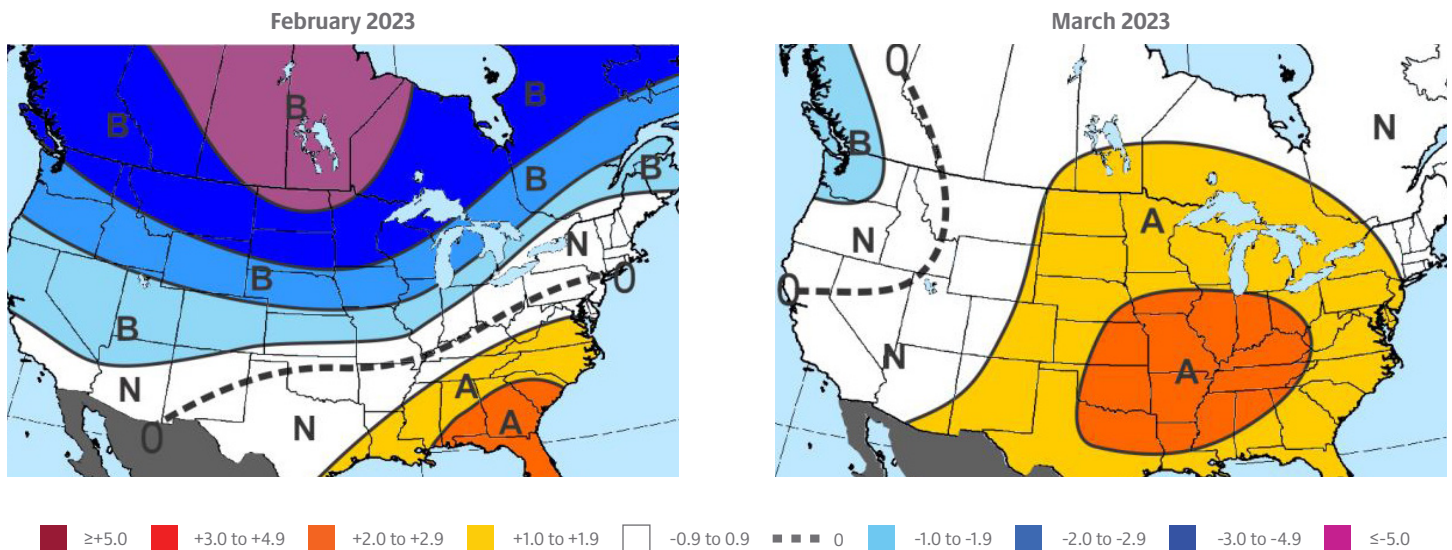 February 2023
March 2023
B
B
B
B
B
B
B
N
0
N
0
N
A
A
0
B
0
N
N
N
A
A
≥+5.0
+3.0 to +4.9
+2.0 to +2.9
+1.0 to +1.9
-0.9 to 0.9
0
-1.0 to -1.9
-2.0 to -2.9
-3.0 to -4.9
≤-5.0